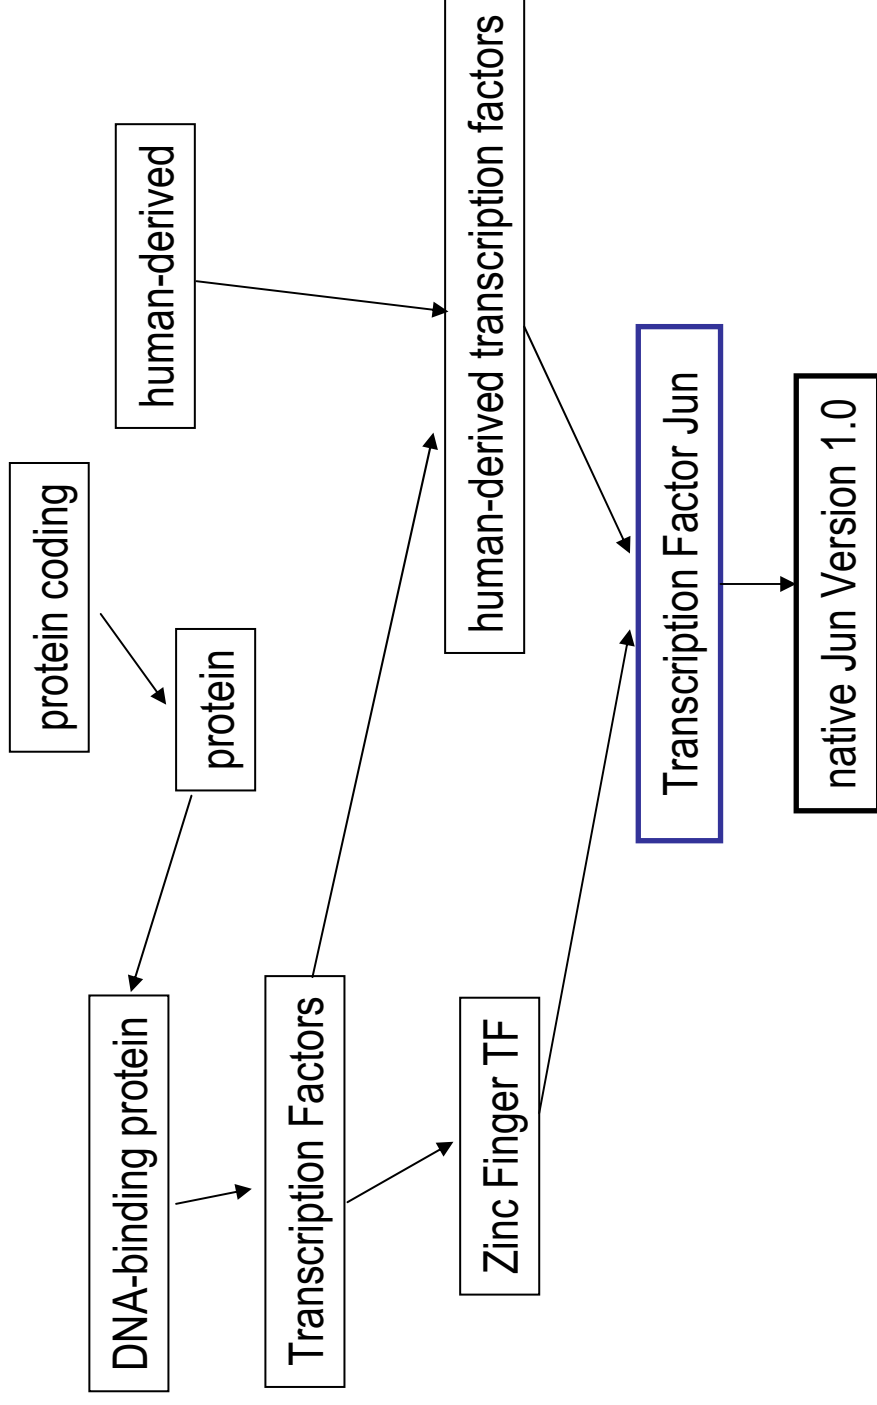 protein coding
human-derived
protein
DNA-binding protein
Transcription Factors
human-derived transcription factors
Zinc Finger TF
Transcription Factor Jun
native Jun Version 1.0